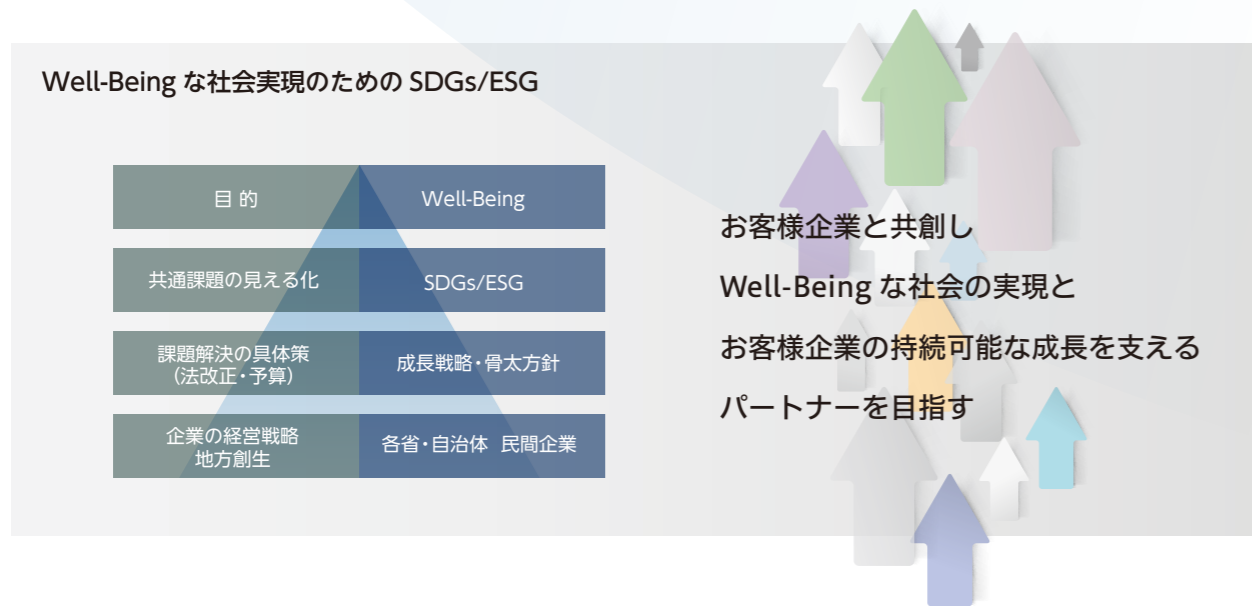 Well-Being な社会実現のための SDGs/ESG
目 的
Well-Being
共通課題の見える化
SDGs/ESG
課題解決の具体策
(法改正・予算)
成長戦略・骨太方針
企業の経営戦略
地方創生
各省・自治体 民間企業
お客様企業と共創し
Well-Being な社会の実現と
お客様企業の持続可能な成長を支える
パートナーを目指す